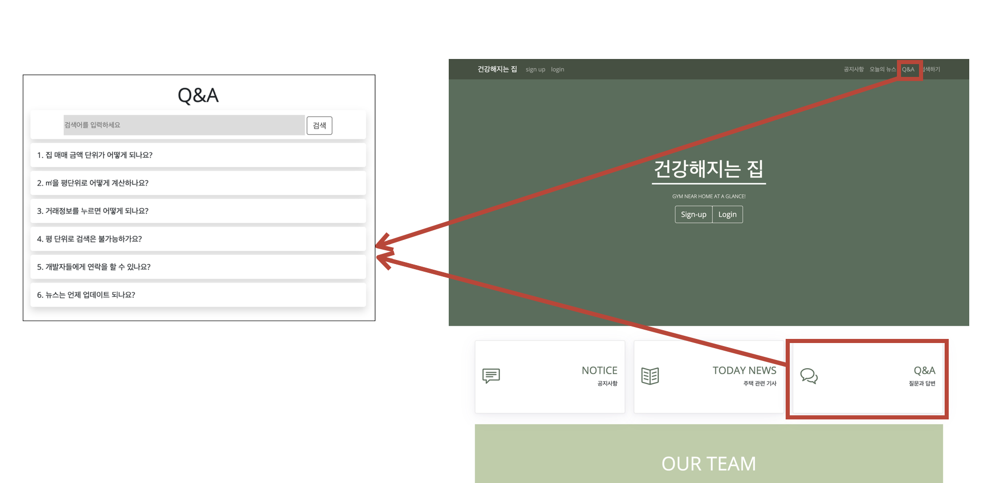 Q&A
검색어를 입력하세요
검색
1. 집 매매 금액 단위가 어떻게 되나요?
2. ㎡을 평단위로 어떻게 계산하나요?
3. 거래정보를 누르면 어떻게 되나요?
4. 평 단위로 검색은 불가능하가요?
5. 개발자들에게 연락을 할 수 있나요?
6. 뉴스는 언제 업데이트 되나요?
건강해지는 집 sign up login 공지사항 오늘의 뉴스 Q&A 검색하기
건강해지는 집
GYM NEAR HOME AT A GLANCE!
Sign-up Login
NOTICE
공지사항
TODAY NEWS
주택 관련 기사
Q&A
질문과 답변
OUR TEAM